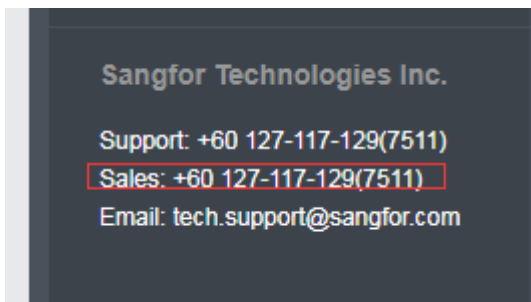 Sangfor Technologies Inc.
Support: +60 127-117-129(7511)
Sales: +60 127-117-129(7511)
Email: tech.support@sangfor.com